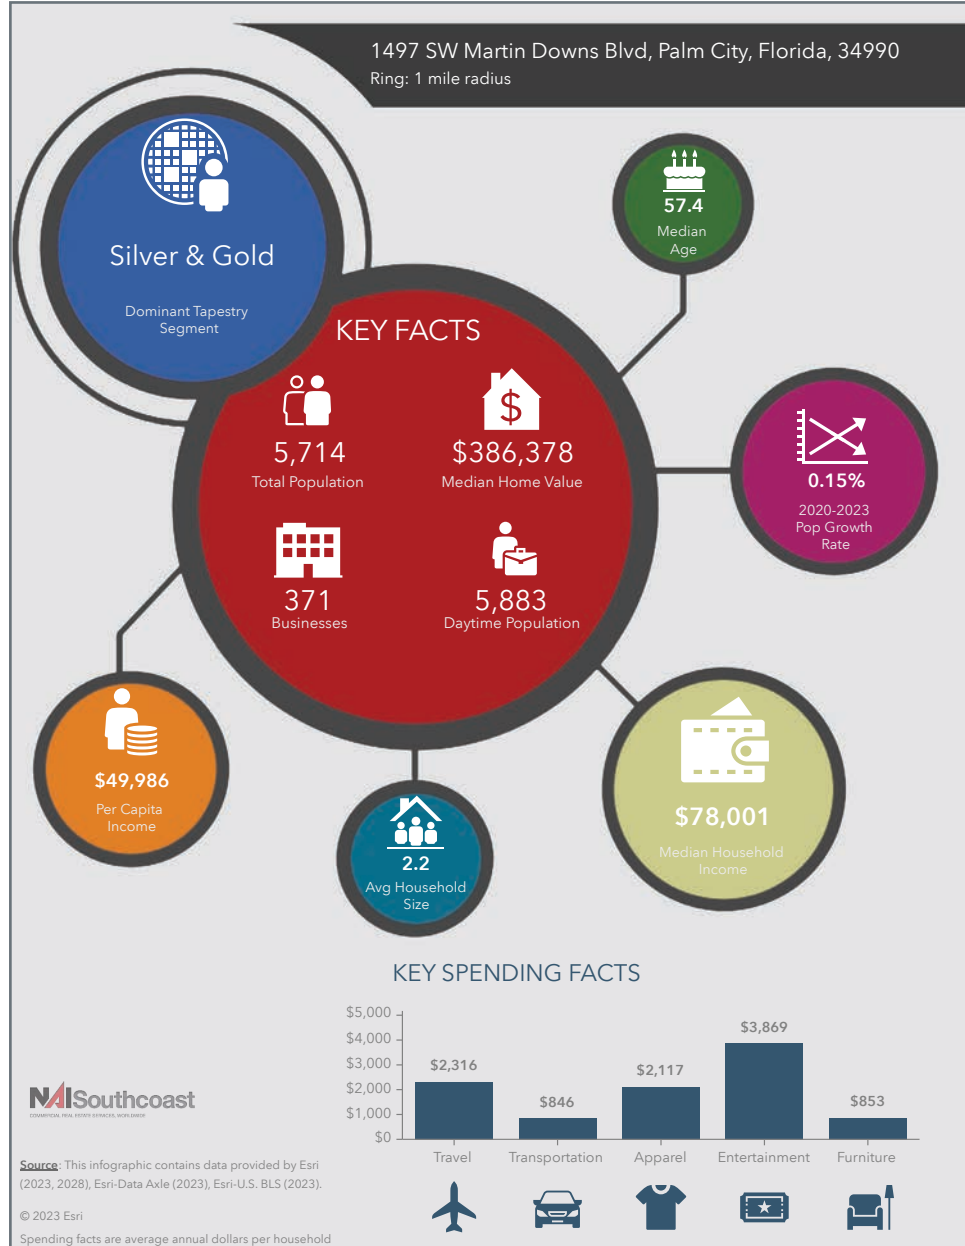 1497 SW Martin Downs Blvd, Palm City, Florida, 34990
Ring: 1 mile radius
Silver & Gold
Dominant Tapestry
Segment
57.4
Median
Age
KEY FACTS
5,714
Total Population
$
$386,378
Median Home Value
371
Businesses
5,883
Daytime Population
0.15%
2020-2023
Pop Growth
Rate
$49,986
Per Capita
Income
2.2
Avg Household
Size
$78,001
Median Household
Income
KEY SPENDING FACTS
$5,000
$4,000
$3,000
$2,000
$1,000
$0
$2,316
$846
$2,117
$3,869
$853
Travel
Transportation
Apparel
Entertainment
Furniture
NAISouthcoast
COMMERCIAL REAL ESTATE SERVICES, WORLDWIDE
Source: This infographic contains data provided by Esri
(2023, 2028), Esri-Data Axle (2023), Esri-U.S. BLS (2023).
© 2023 Esri
Spending facts are average annual dollars per household